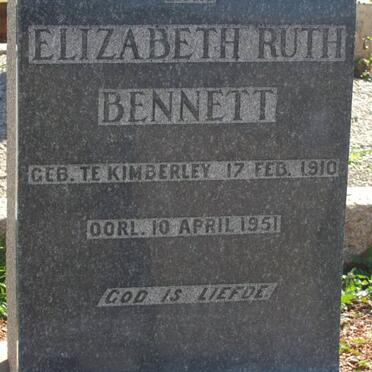 ELIZABETH RUTH
BENNETT
GEB. TE KIMBERLEY 17 FEB. 1910
OORL. 10 APRIL 1951
GOD IS LIEFDE